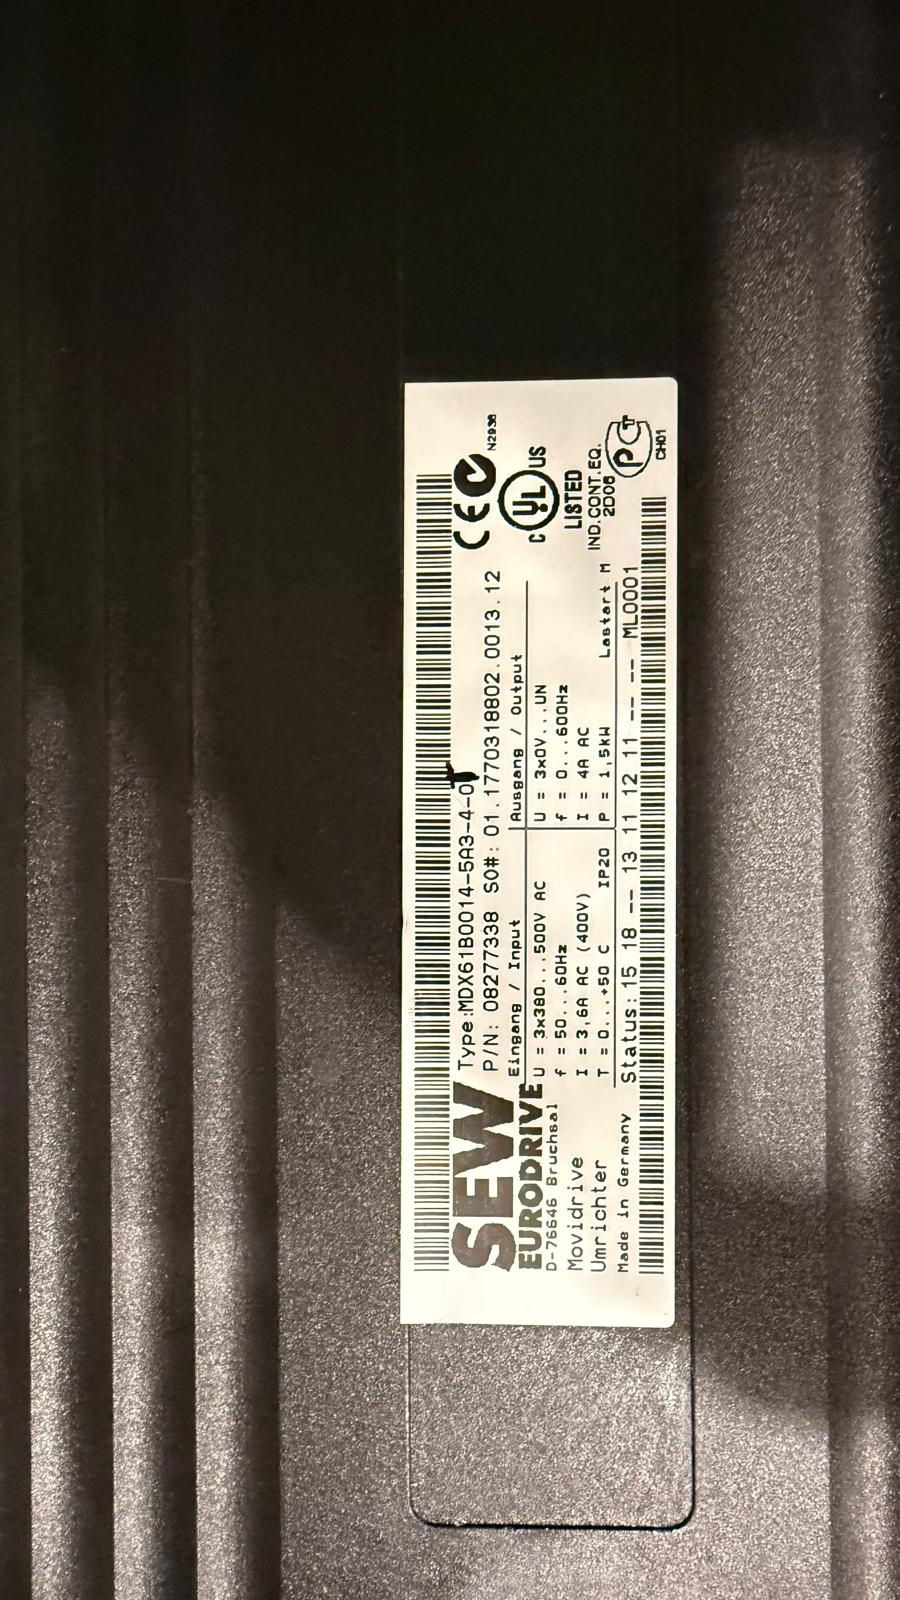 SEW
EURODRIVE
D-76646 Bruchsal
Movidrive
Umrichter
Made in Germany
Type:MDX61B0014-5A3-4-0T
P/N: 08277338 SO#: 01.1770318802.0013.12
Eingang / Input
U = 3x380...500V AC
f = 50...60Hz
I = 3,6A AC (400V)
T = 0...+50 C IP20
Ausgang / Output
U = 3x0V...UN
f = 0...600Hz
I = 4A AC
P = 1,5kW Lastart M
Status: 15 18 -- 13 11 12 11 -- -- ML0001
CE
N2936
C UL US
LISTED
IND.CONT.EQ.
2D06
PCT
CH01